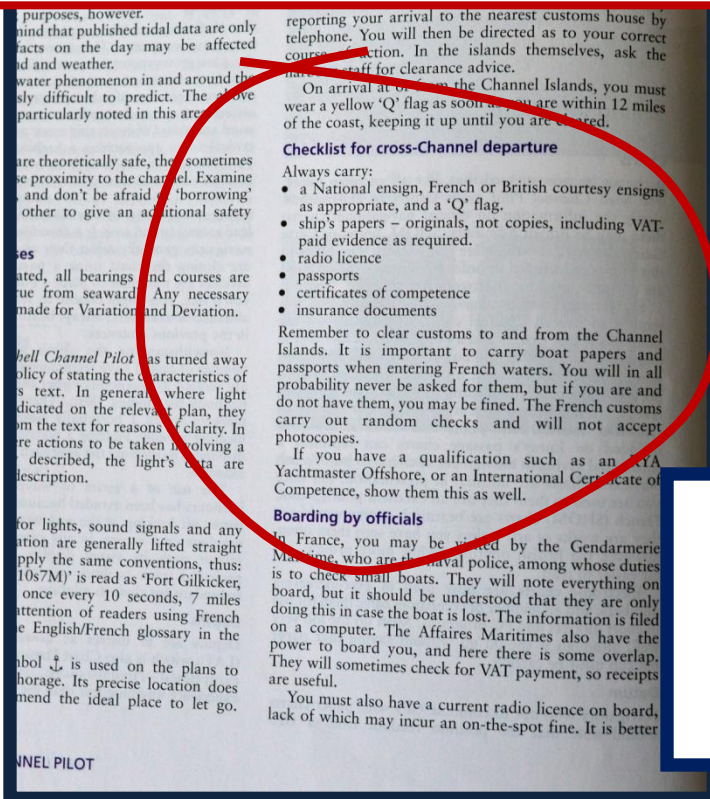 purposes, however.
mind that published tidal data are only
facts on the day may be affected
nd and weather.
water phenomenon in and around the
sly difficult to predict. The above
particularly noted in this area
are theoretically safe, they sometimes
se proximity to the channel. Examine
, and don't be afraid of 'borrowing'
other to give an additional safety
ses
ated, all bearings and courses are
rue from seaward. Any necessary
made for Variation and Deviation.
hell Channel Pilot has turned away
olicy of stating the characteristics of
s text. In general, where light
dicated on the relevant plan, they
om the text for reasons of clarity. In
re actions to be taken involving a
described, the light's data are
description.
for lights, sound signals and any
ation are generally lifted straight
pply the same conventions, thus:
10s7M)' is read as 'Fort Gilkicker,
once every 10 seconds, 7 miles
attention of readers using French
e English/French glossary in the
nbol ⚓ is used on the plans to
horage. Its precise location does
mend the ideal place to let go.
NNEL PILOT
reporting your arrival to the nearest customs house by
telephone. You will then be directed as to your correct
course of action. In the islands themselves, ask the
harbour staff for clearance advice.
On arrival at or from the Channel Islands, you must
wear a yellow 'Q' flag as soon as you are within 12 miles
of the coast, keeping it up until you are cleared.
Checklist for cross-Channel departure
Always carry:
• a National ensign, French or British courtesy ensigns
as appropriate, and a 'Q' flag.
• ship's papers – originals, not copies, including VAT-
paid evidence as required.
• radio licence
• passports
• certificates of competence
• insurance documents
Remember to clear customs to and from the Channel
Islands. It is important to carry boat papers and
passports when entering French waters. You will in all
probability never be asked for them, but if you are and
do not have them, you may be fined. The French customs
carry out random checks and will not accept
photocopies.
If you have a qualification such as an RYA
Yachtmaster Offshore, or an International Certificate of
Competence, show them this as well.
Boarding by officials
In France, you may be visited by the Gendarmerie
Maritime, who are the naval police, among whose duties
is to check small boats. They will note everything on
board, but it should be understood that they are only
doing this in case the boat is lost. The information is filed
on a computer. The Affaires Maritimes also have the
power to board you, and here there is some overlap.
They will sometimes check for VAT payment, so receipts
are useful.
You must also have a current radio licence on board,
lack of which may incur an on-the-spot fine. It is better